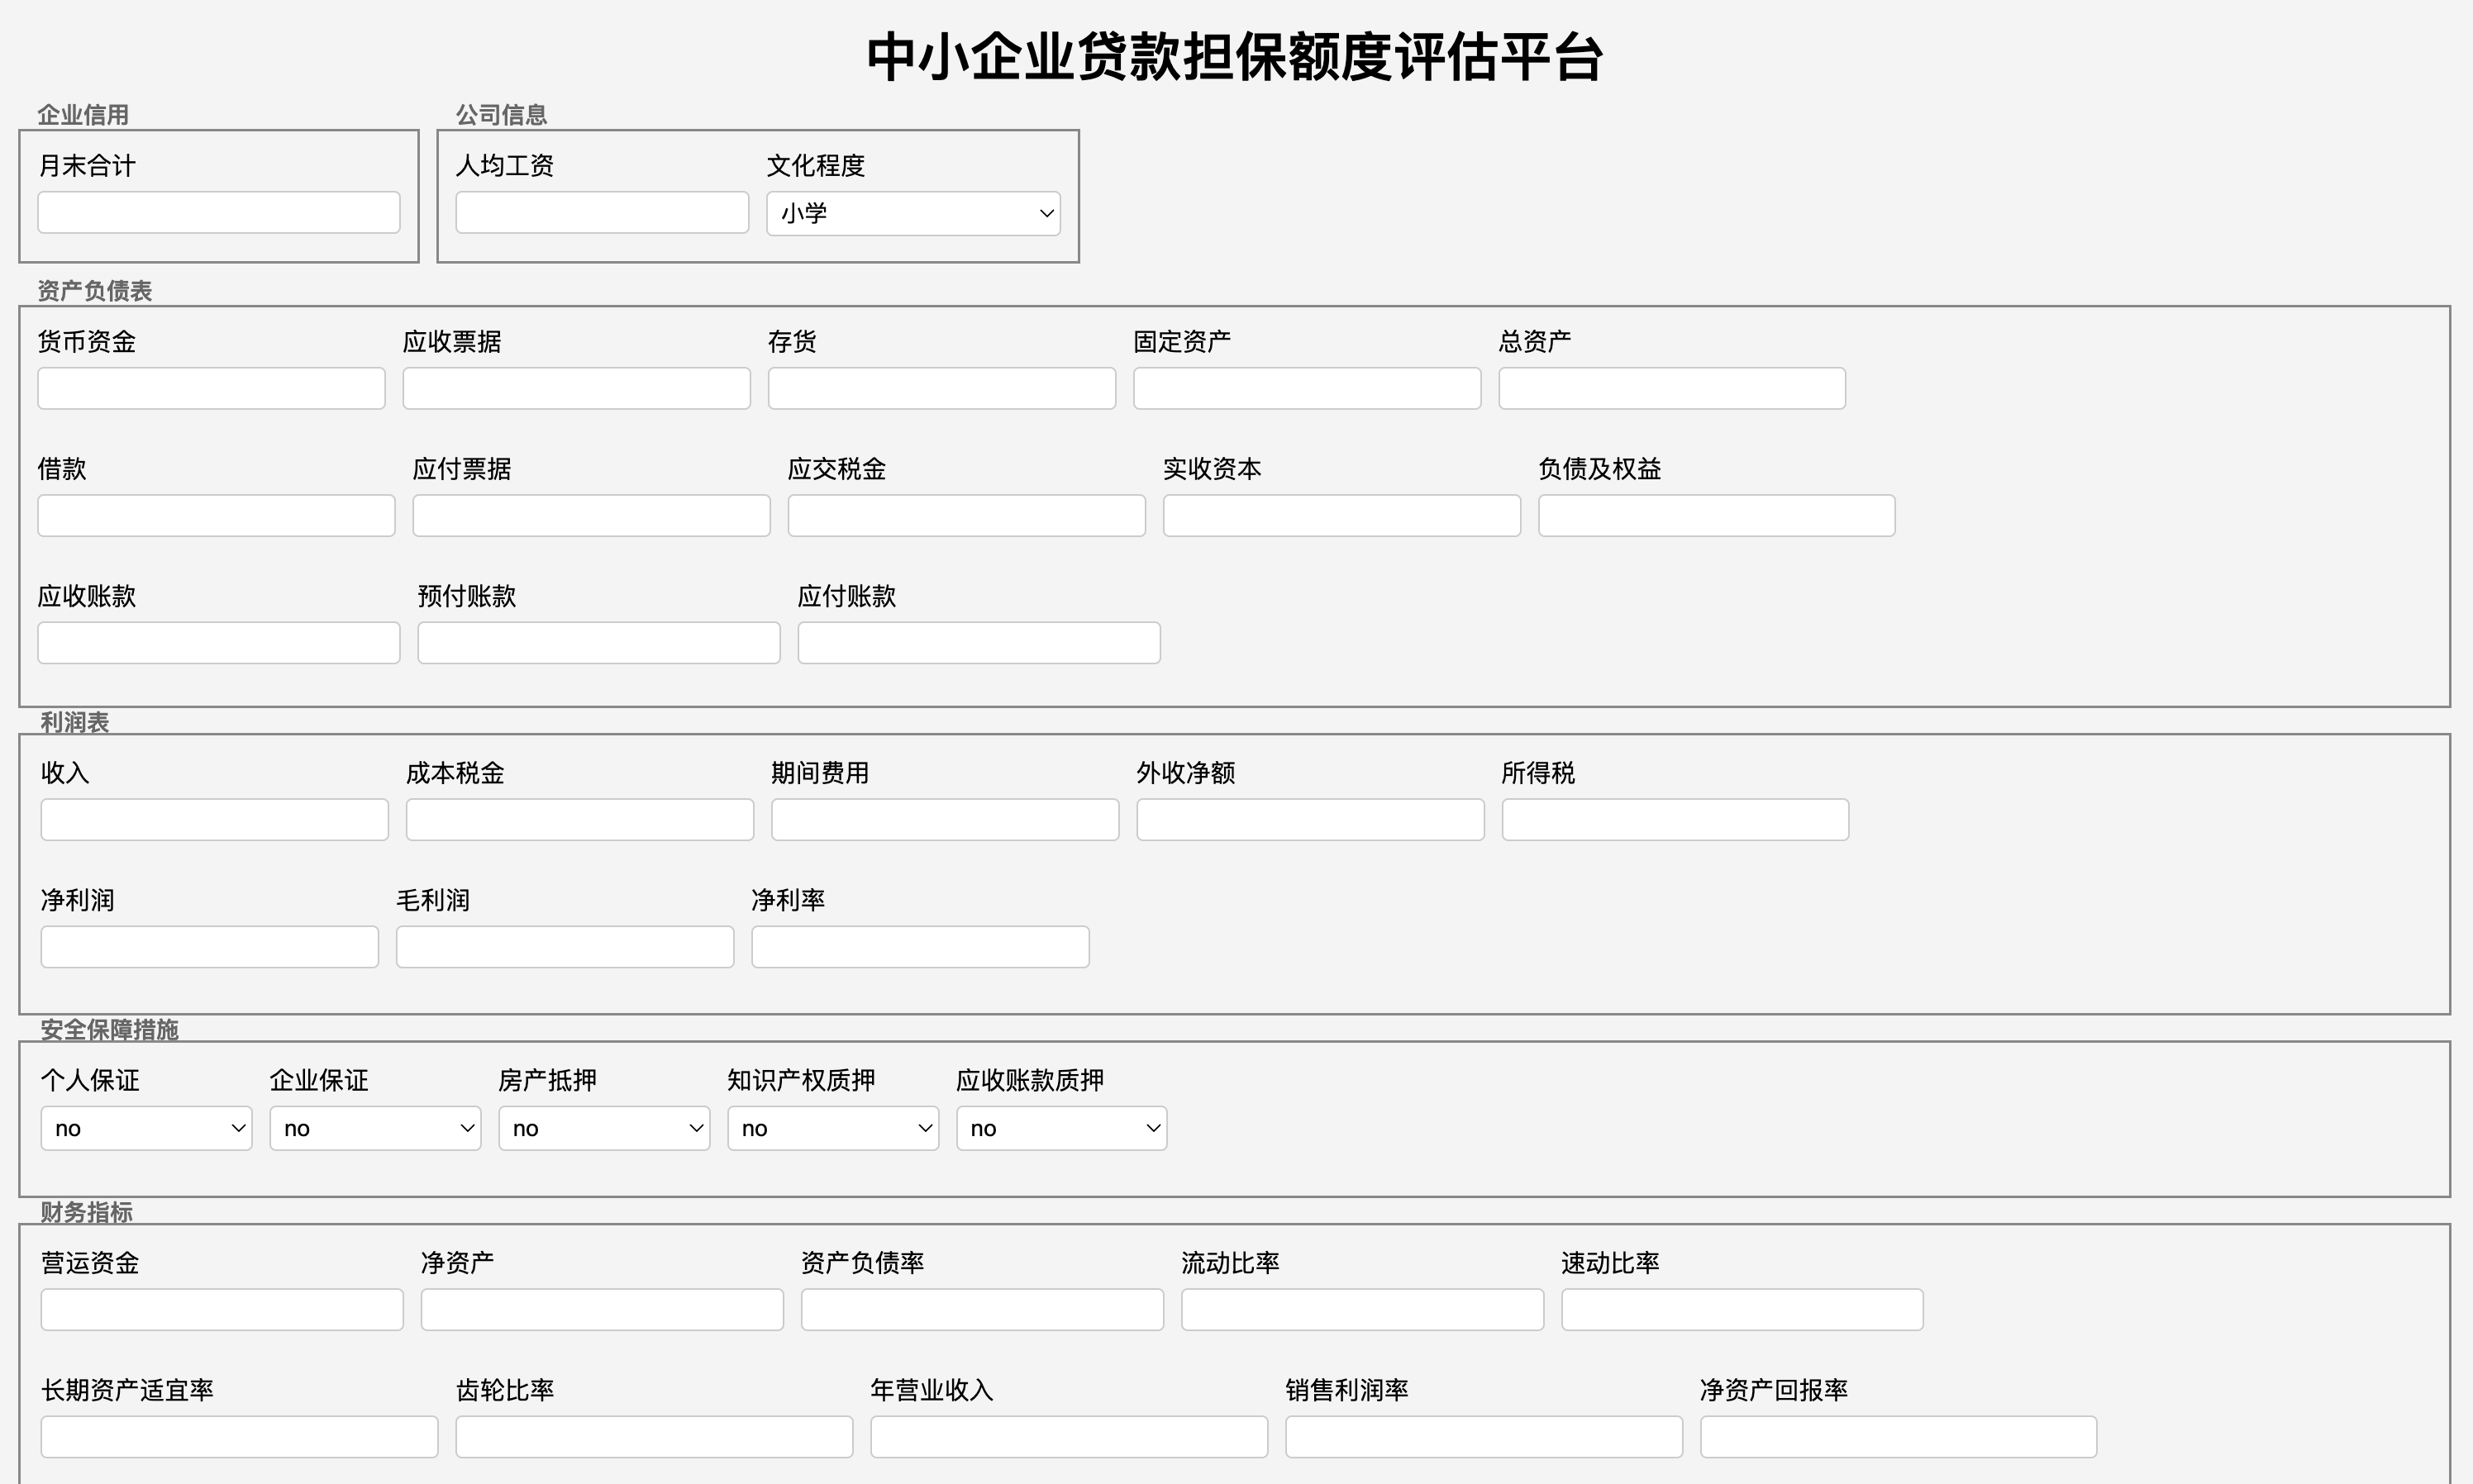 中小企业贷款担保额度评估平台
企业信用 公司信息
月末合计 人均工资 文化程度
小学
资产负债表
货币资金 应收票据 存货 固定资产 总资产
借款 应付票据 应交税金 实收资本 负债及权益
应收账款 预付账款 应付账款
利润表
收入 成本税金 期间费用 外收净额 所得税
净利润 毛利润 净利率
安全保障措施
个人保证 企业保证 房产抵押 知识产权质押 应收账款质押
no no no no no
财务指标
营运资金 净资产 资产负债率 流动比率 速动比率
长期资产适宜率 齿轮比率 年营业收入 销售利润率 净资产回报率